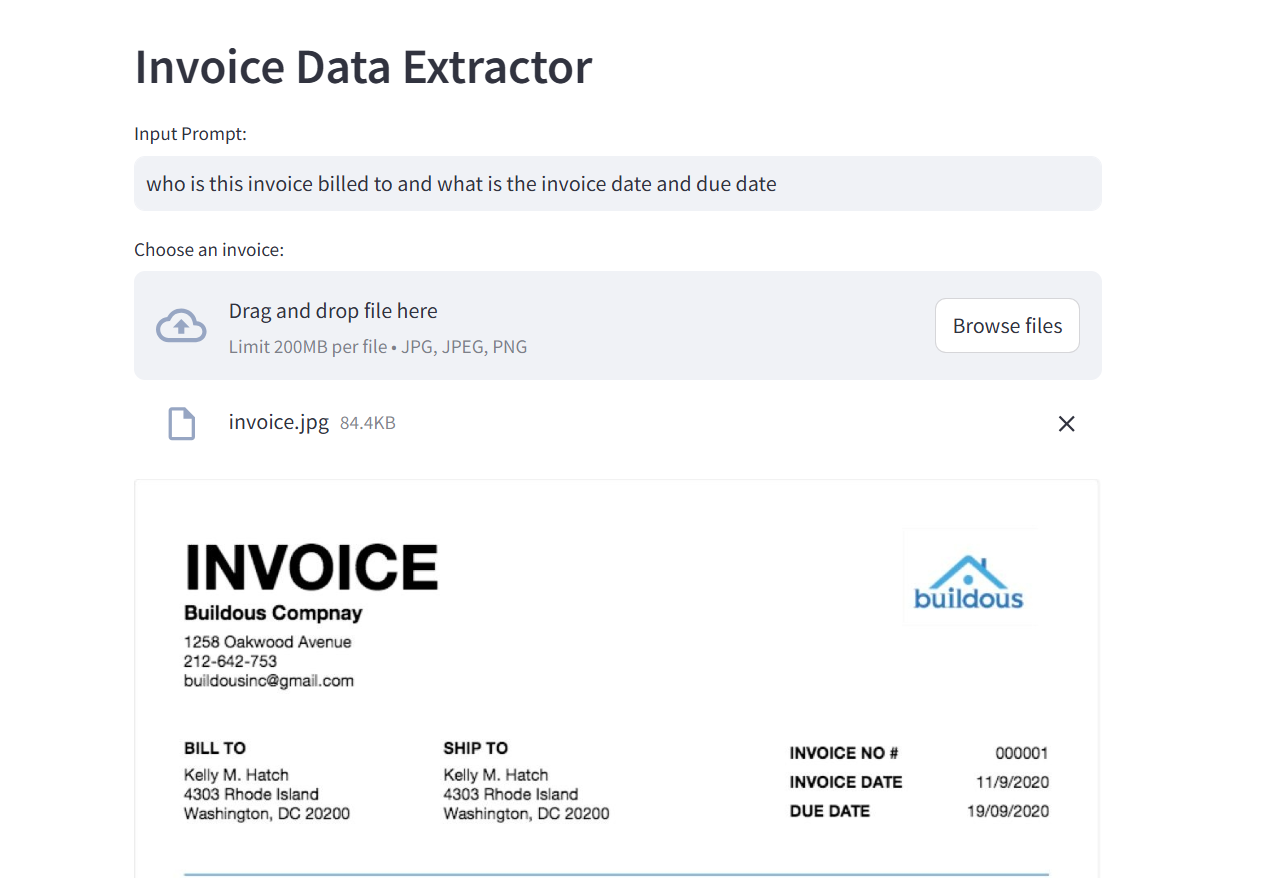 Invoice Data Extractor
Input Prompt:
who is this invoice billed to and what is the invoice date and due date
Choose an invoice:
Drag and drop file here
Limit 200MB per file • JPG, JPEG, PNG
Browse files
invoice.jpg 84.4KB
INVOICE
buildous
Buildous Compnay
1258 Oakwood Avenue
212-642-753
buildousinc@gmail.com
BILL TO
Kelly M. Hatch
4303 Rhode Island
Washington, DC 20200
SHIP TO
Kelly M. Hatch
4303 Rhode Island
Washington, DC 20200
INVOICE NO # 000001
INVOICE DATE 11/9/2020
DUE DATE 19/09/2020